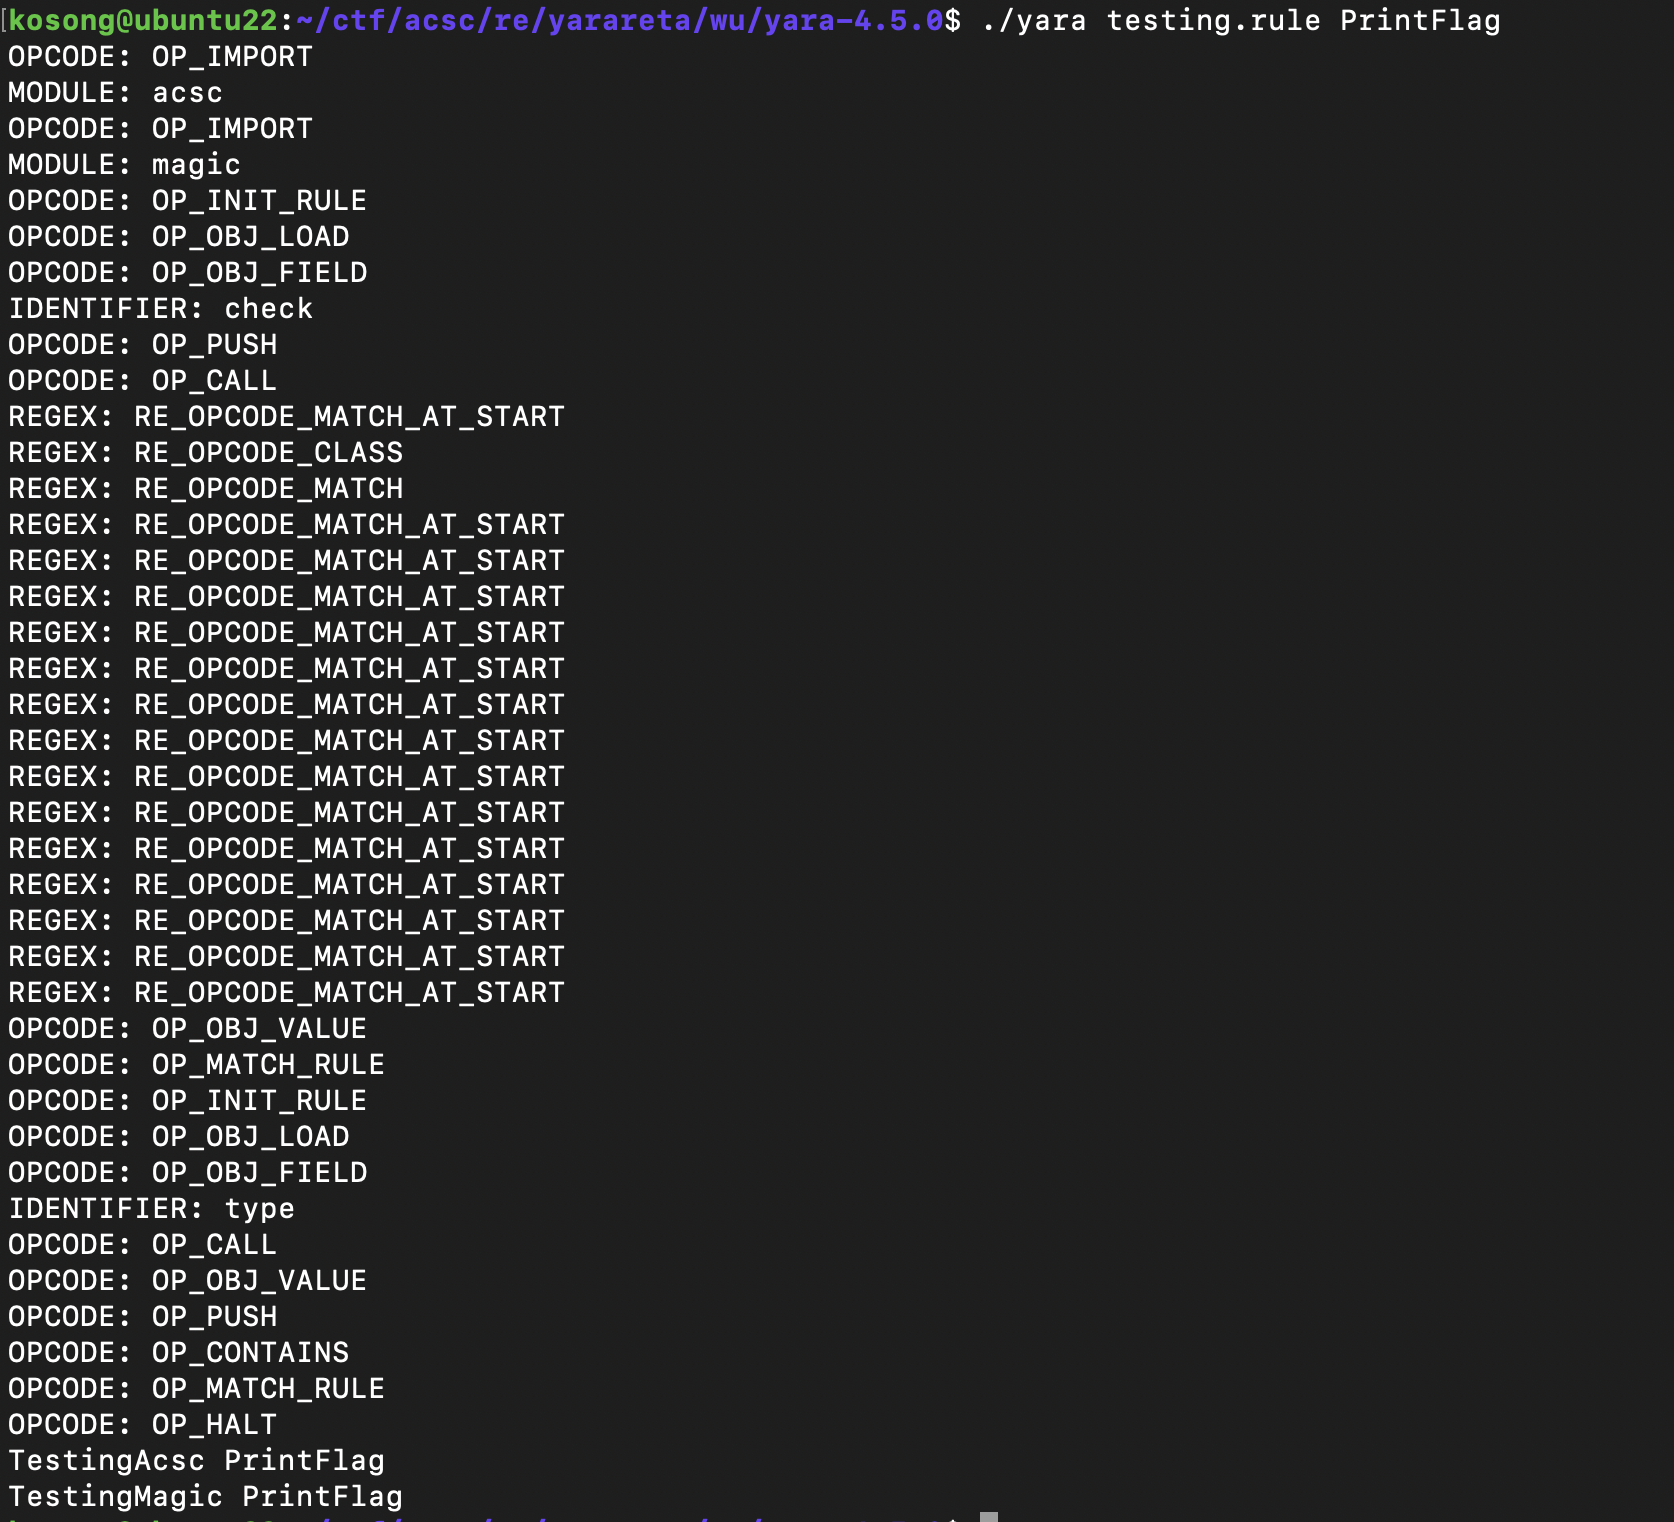 [kosong@ubuntu22:~/ctf/acsc/re/yarareta/wu/yara-4.5.0$ ./yara testing.rule PrintFlag
OPCODE: OP_IMPORT
MODULE: acsc
OPCODE: OP_IMPORT
MODULE: magic
OPCODE: OP_INIT_RULE
OPCODE: OP_OBJ_LOAD
OPCODE: OP_OBJ_FIELD
IDENTIFIER: check
OPCODE: OP_PUSH
OPCODE: OP_CALL
REGEX: RE_OPCODE_MATCH_AT_START
REGEX: RE_OPCODE_CLASS
REGEX: RE_OPCODE_MATCH
REGEX: RE_OPCODE_MATCH_AT_START
REGEX: RE_OPCODE_MATCH_AT_START
REGEX: RE_OPCODE_MATCH_AT_START
REGEX: RE_OPCODE_MATCH_AT_START
REGEX: RE_OPCODE_MATCH_AT_START
REGEX: RE_OPCODE_MATCH_AT_START
REGEX: RE_OPCODE_MATCH_AT_START
REGEX: RE_OPCODE_MATCH_AT_START
REGEX: RE_OPCODE_MATCH_AT_START
REGEX: RE_OPCODE_MATCH_AT_START
REGEX: RE_OPCODE_MATCH_AT_START
REGEX: RE_OPCODE_MATCH_AT_START
REGEX: RE_OPCODE_MATCH_AT_START
REGEX: RE_OPCODE_MATCH_AT_START
OPCODE: OP_OBJ_VALUE
OPCODE: OP_MATCH_RULE
OPCODE: OP_INIT_RULE
OPCODE: OP_OBJ_LOAD
OPCODE: OP_OBJ_FIELD
IDENTIFIER: type
OPCODE: OP_CALL
OPCODE: OP_OBJ_VALUE
OPCODE: OP_PUSH
OPCODE: OP_CONTAINS
OPCODE: OP_MATCH_RULE
OPCODE: OP_HALT
TestingAcsc PrintFlag
TestingMagic PrintFlag